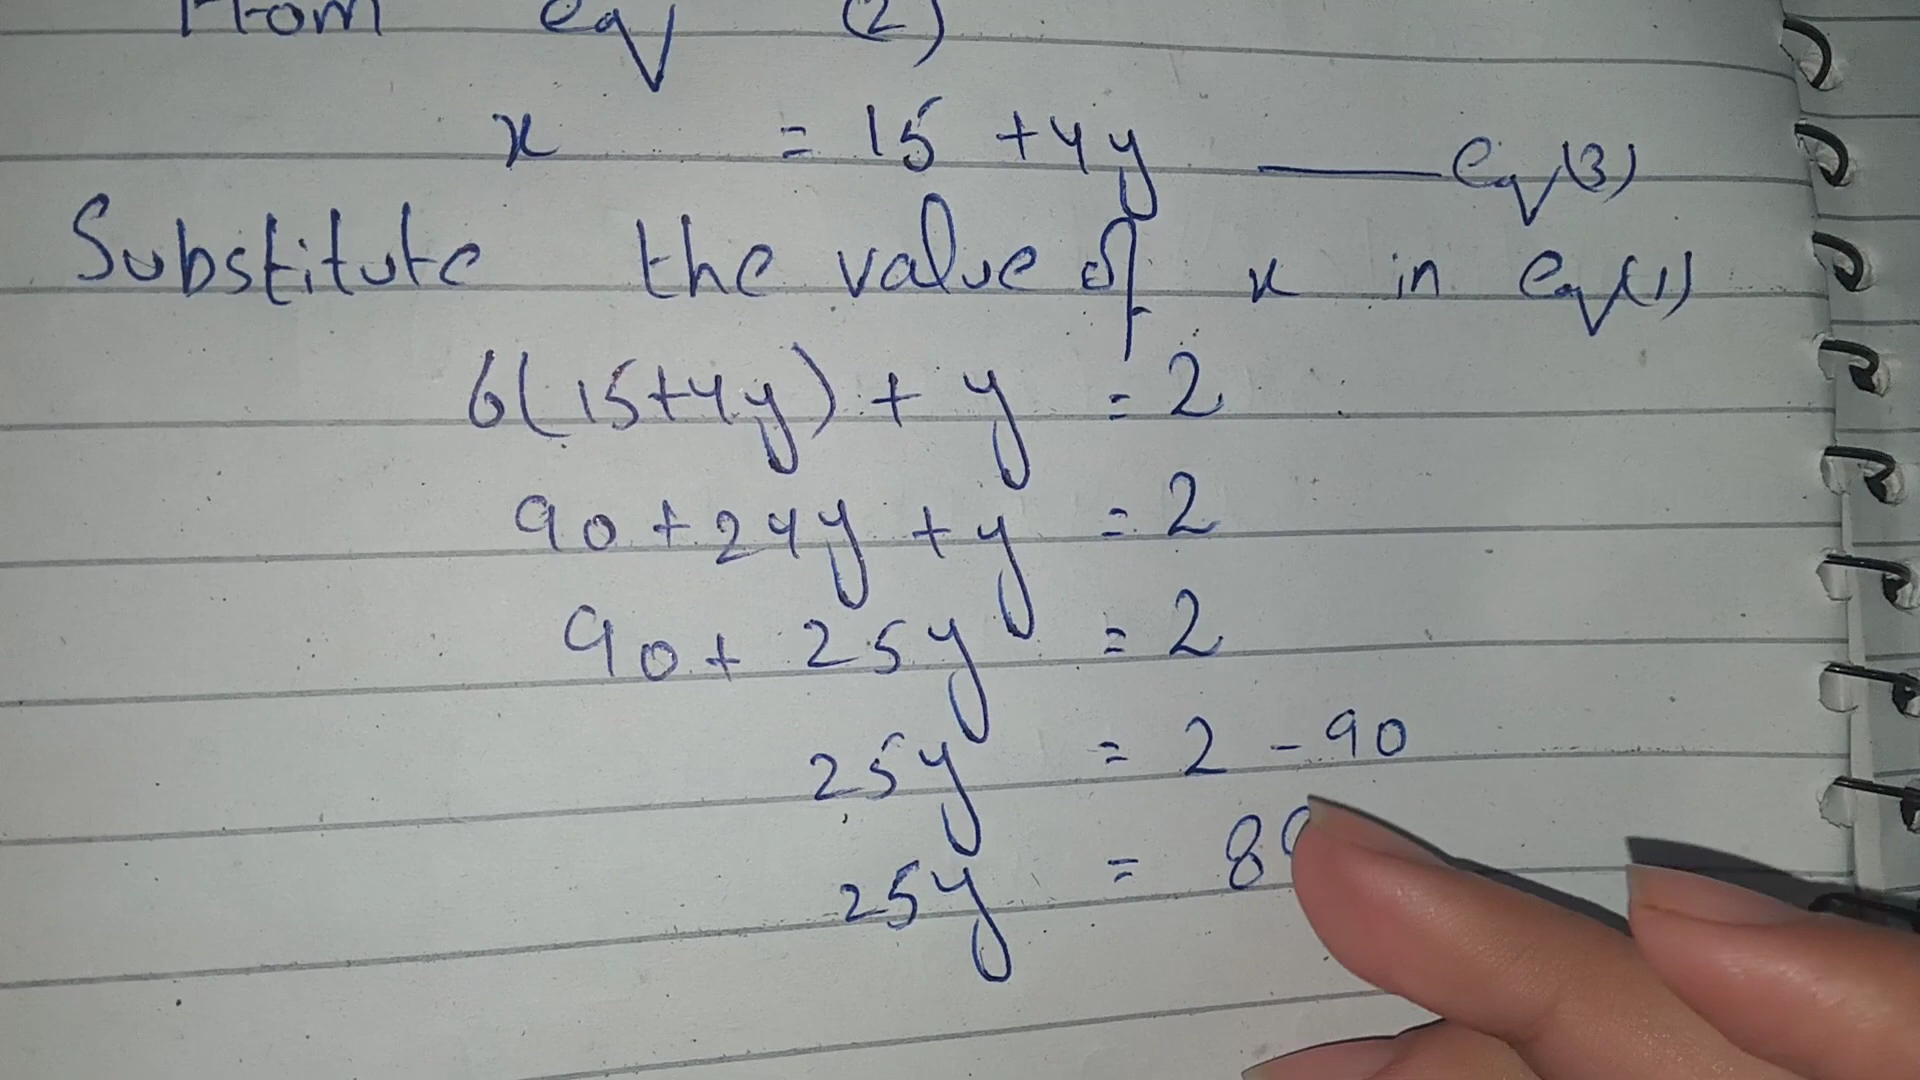 From eq (2)
x = 15 + 4y — eq(3)
Substitute the value of x in eq(1)
6(15+4y) + y = 2
90 + 24y + y = 2
90 + 25y = 2
25y = 2 - 90
25y = 8